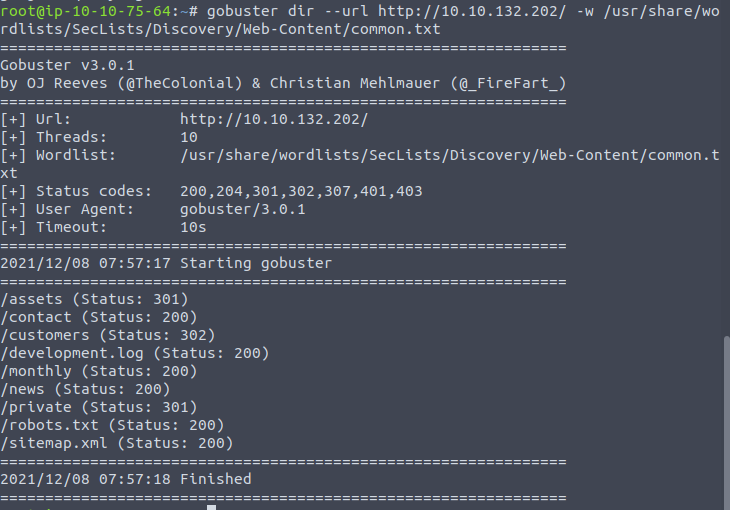 root@ip-10-10-75-64:~# gobuster dir --url http://10.10.132.202/ -w /usr/share/wo
rdlists/SecLists/Discovery/Web-Content/common.txt
===============================================================
Gobuster v3.0.1
by OJ Reeves (@TheColonial) & Christian Mehlmauer (@_FireFart_)
===============================================================
[+] Url:            http://10.10.132.202/
[+] Threads:        10
[+] Wordlist:       /usr/share/wordlists/SecLists/Discovery/Web-Content/common.t
xt
[+] Status codes:   200,204,301,302,307,401,403
[+] User Agent:     gobuster/3.0.1
[+] Timeout:        10s
===============================================================
2021/12/08 07:57:17 Starting gobuster
===============================================================
/assets (Status: 301)
/contact (Status: 200)
/customers (Status: 302)
/development.log (Status: 200)
/monthly (Status: 200)
/news (Status: 200)
/private (Status: 301)
/robots.txt (Status: 200)
/sitemap.xml (Status: 200)
===============================================================
2021/12/08 07:57:18 Finished
===============================================================